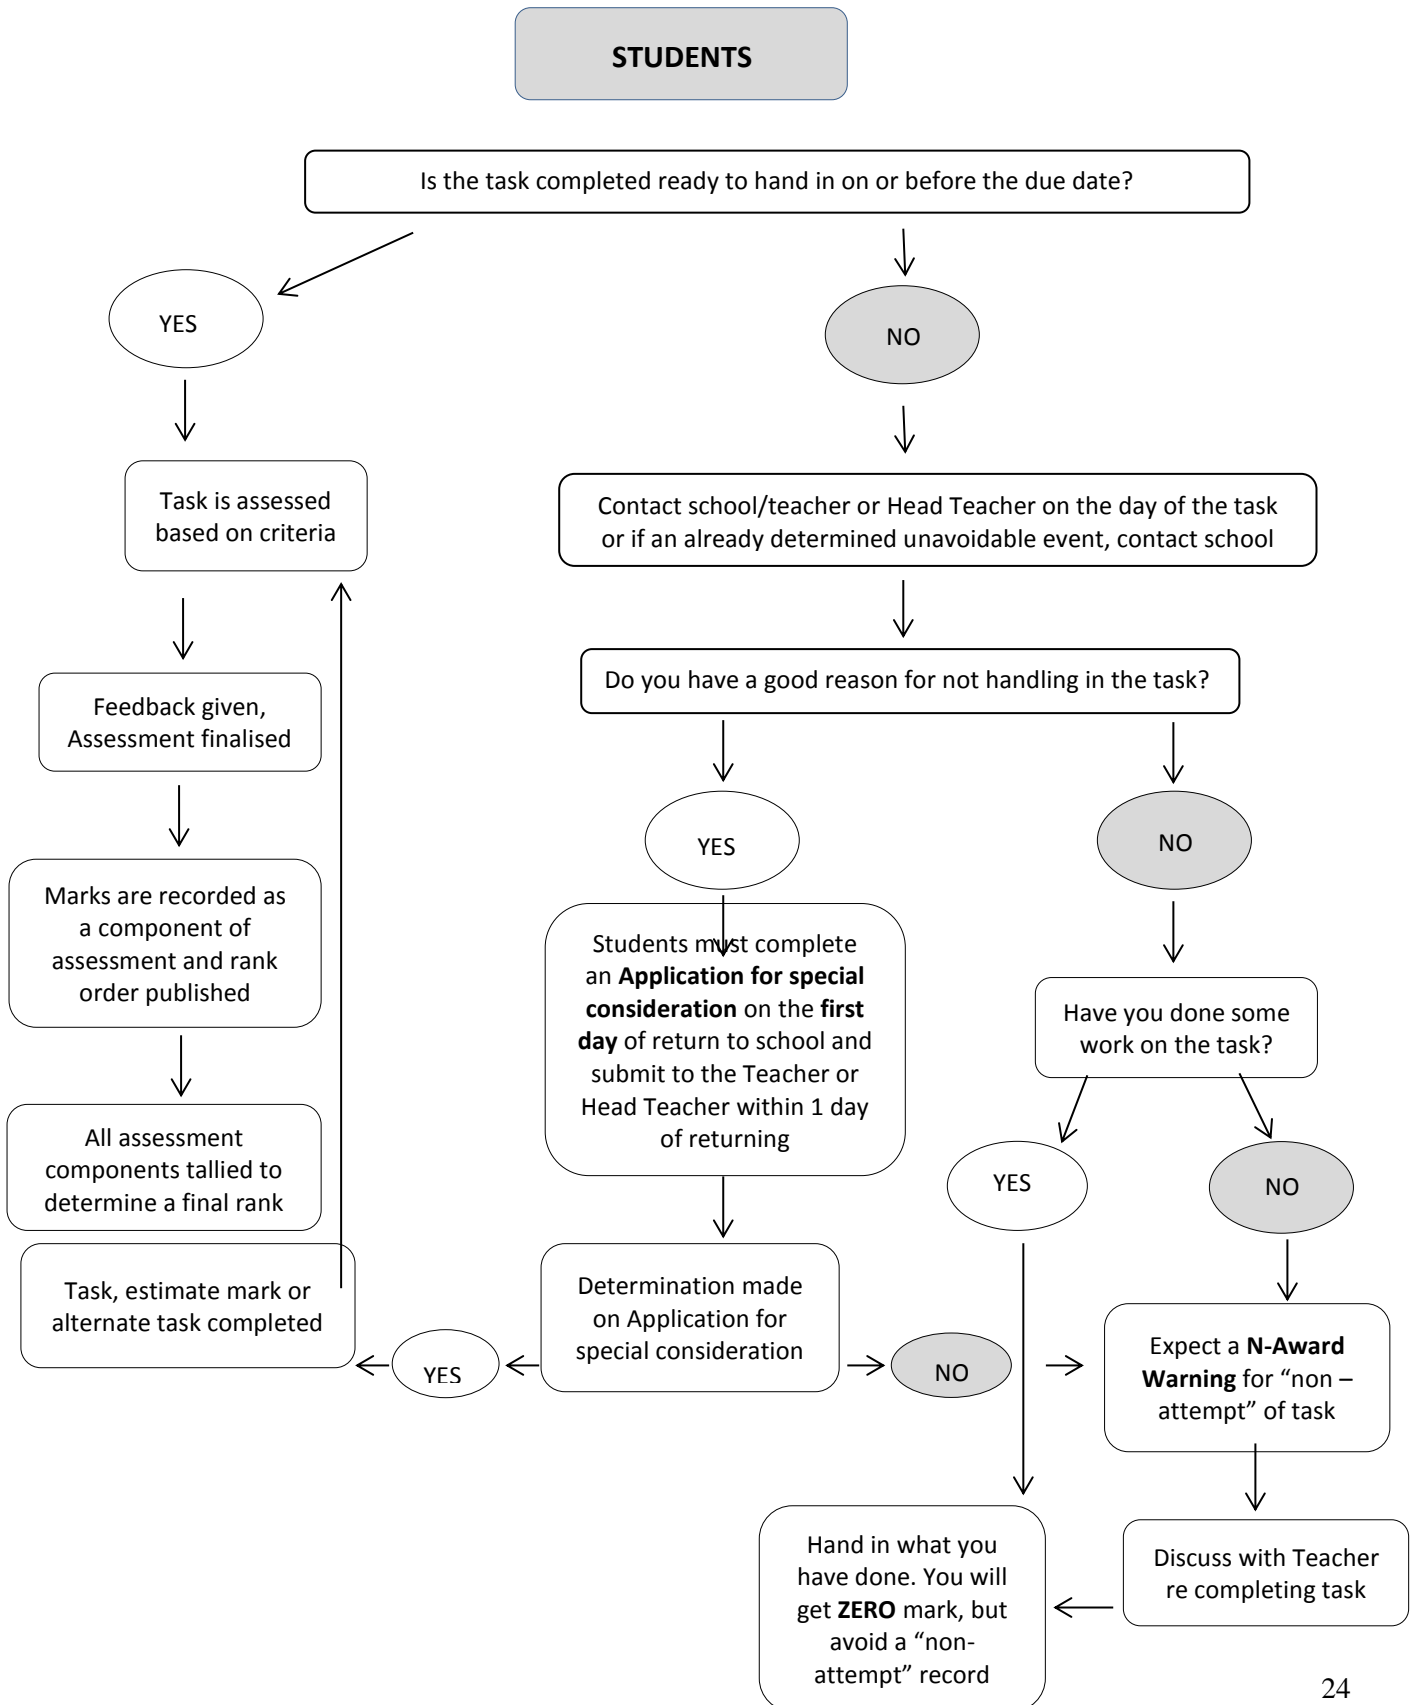 STUDENTS
Is the task completed ready to hand in on or before the due date?
YES
NO
Task is assessed
based on criteria
Contact school/teacher or Head Teacher on the day of the task
or if an already determined unavoidable event, contact school
Feedback given,
Assessment finalised
Do you have a good reason for not handling in the task?
YES
NO
Marks are recorded as
a component of
assessment and rank
order published
Students must complete
an Application for special
consideration on the first
day of return to school and
submit to the Teacher or
Head Teacher within 1 day
of returning
Have you done some
work on the task?
All assessment
components tallied to
determine a final rank
YES
NO
Task, estimate mark or
alternate task completed
Determination made
on Application for
special consideration
YES
NO
Expect a N-Award
Warning for “non –
attempt” of task
Hand in what you
have done. You will
get ZERO mark, but
avoid a “non-
attempt” record
Discuss with Teacher
re completing task
24